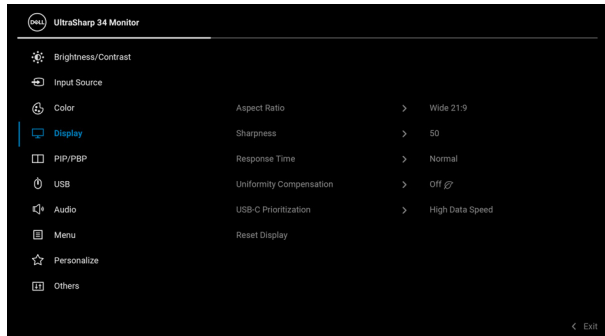 DELL UltraSharp 34 Monitor
Brightness/Contrast
Input Source
Color Aspect Ratio > Wide 21:9
Display Sharpness > 50
PIP/PBP Response Time > Normal
USB Uniformity Compensation > Off
Audio USB-C Prioritization > High Data Speed
Menu Reset Display
Personalize
Others
< Exit